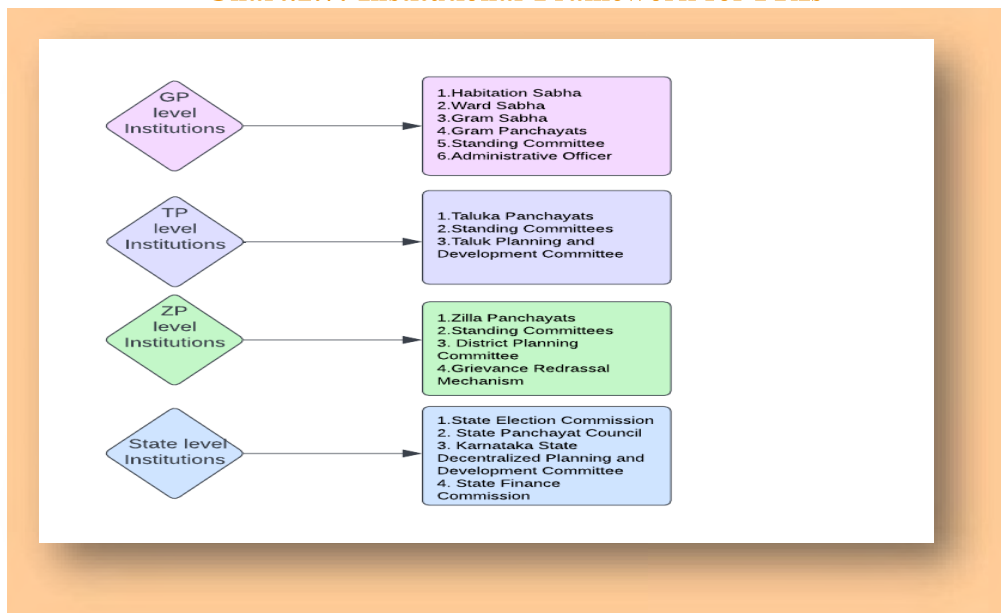 GP
level
Institutions
1.Habitation Sabha
2.Ward Sabha
3.Gram Sabha
4.Gram Panchayats
5.Standing Committee
6.Administrative Officer
TP
level
Institutions
1.Taluka Panchayats
2.Standing Committees
3.Taluk Planning and
Development Committee
ZP
level
Institutions
1.Zilla Panchayats
2.Standing Committees
3. District Planning
Committee
4.Grievance Redrassal
Mechanism
State level
Institutions
1.State Election Commission
2. State Panchayat Council
3. Karnataka State
Decentralized Planning and
Development Committee
4. State Finance
Commission